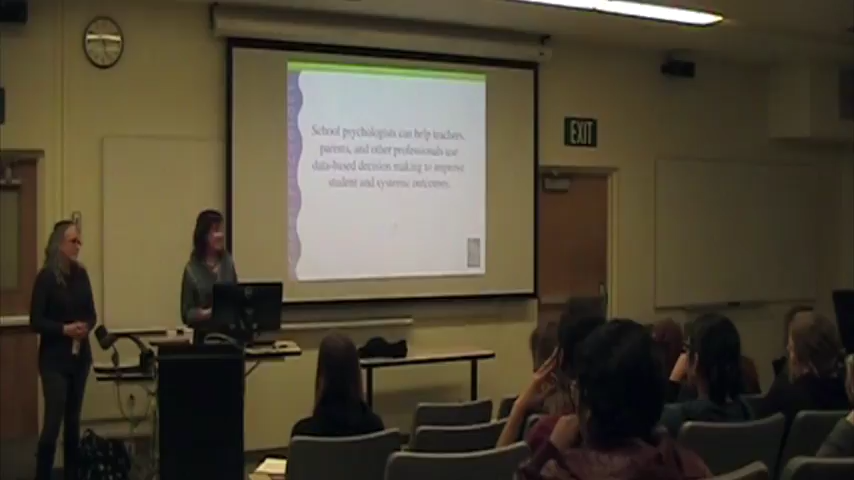 School psychologists can help teachers,
parents, and other professionals use
data-based decision making to improve
student and systemic outcomes.
EXIT